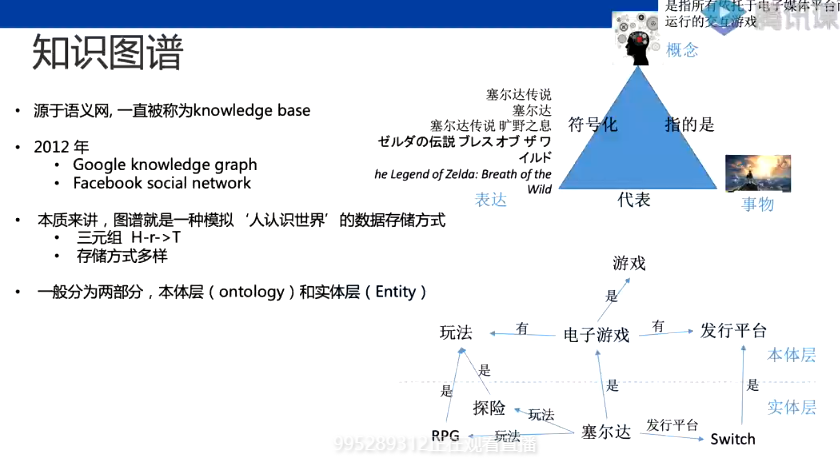 是指所有依托于电子媒体平台而
运行的交互游戏
腾讯课
知识图谱
概念
• 源于语义网, 一直被称为knowledge base
• 2012 年
• Google knowledge graph
• Facebook social network
• 本质来讲，图谱就是一种模拟‘人认识世界’的数据存储方式
• 三元组 H-r->T
• 存储方式多样
• 一般分为两部分，本体层（ontology）和实体层（Entity）
塞尔达传说
塞尔达
塞尔达传说 旷野之息
ゼルダの伝説 ブレス オブ ザ ワ
イルド
he Legend of Zelda: Breath of the
Wild
符号化
指的是
表达
代表
事物
游戏
是
玩法
有
电子游戏
有
发行平台
本体层
是
是
是
是
实体层
探险
玩法
RPG
玩法
塞尔达
发行平台
Switch
995289312正在观看直播